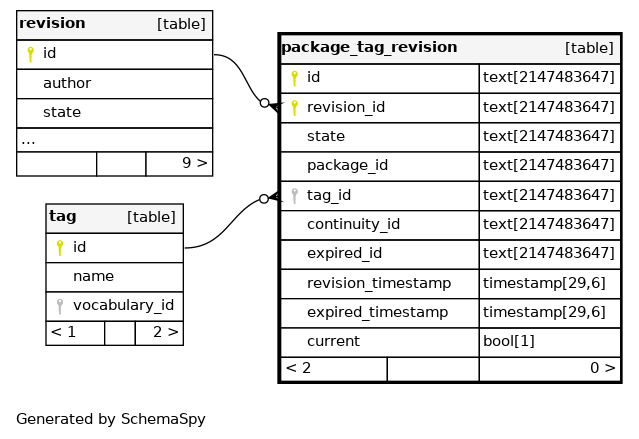 revision [table]
id
author
state
...
9 >
tag [table]
id
name
vocabulary_id
< 1 2 >
package_tag_revision [table]
id text[2147483647]
revision_id text[2147483647]
state text[2147483647]
package_id text[2147483647]
tag_id text[2147483647]
continuity_id text[2147483647]
expired_id text[2147483647]
revision_timestamp timestamp[29,6]
expired_timestamp timestamp[29,6]
current bool[1]
< 2 0 >
Generated by SchemaSpy